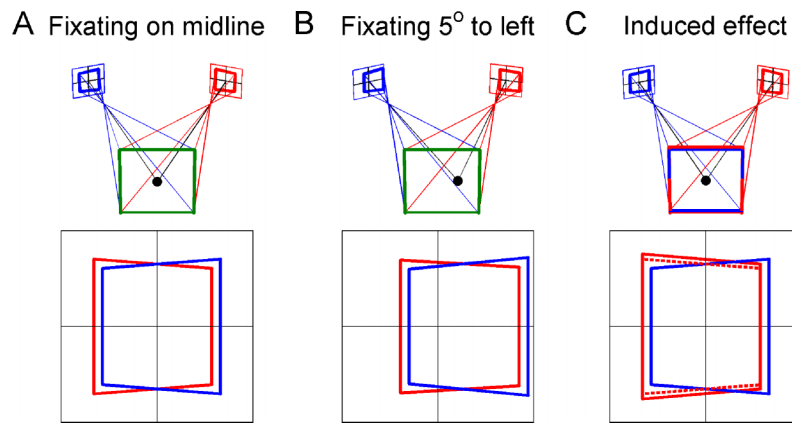 A Fixating on midline
B Fixating 5° to left
C Induced effect